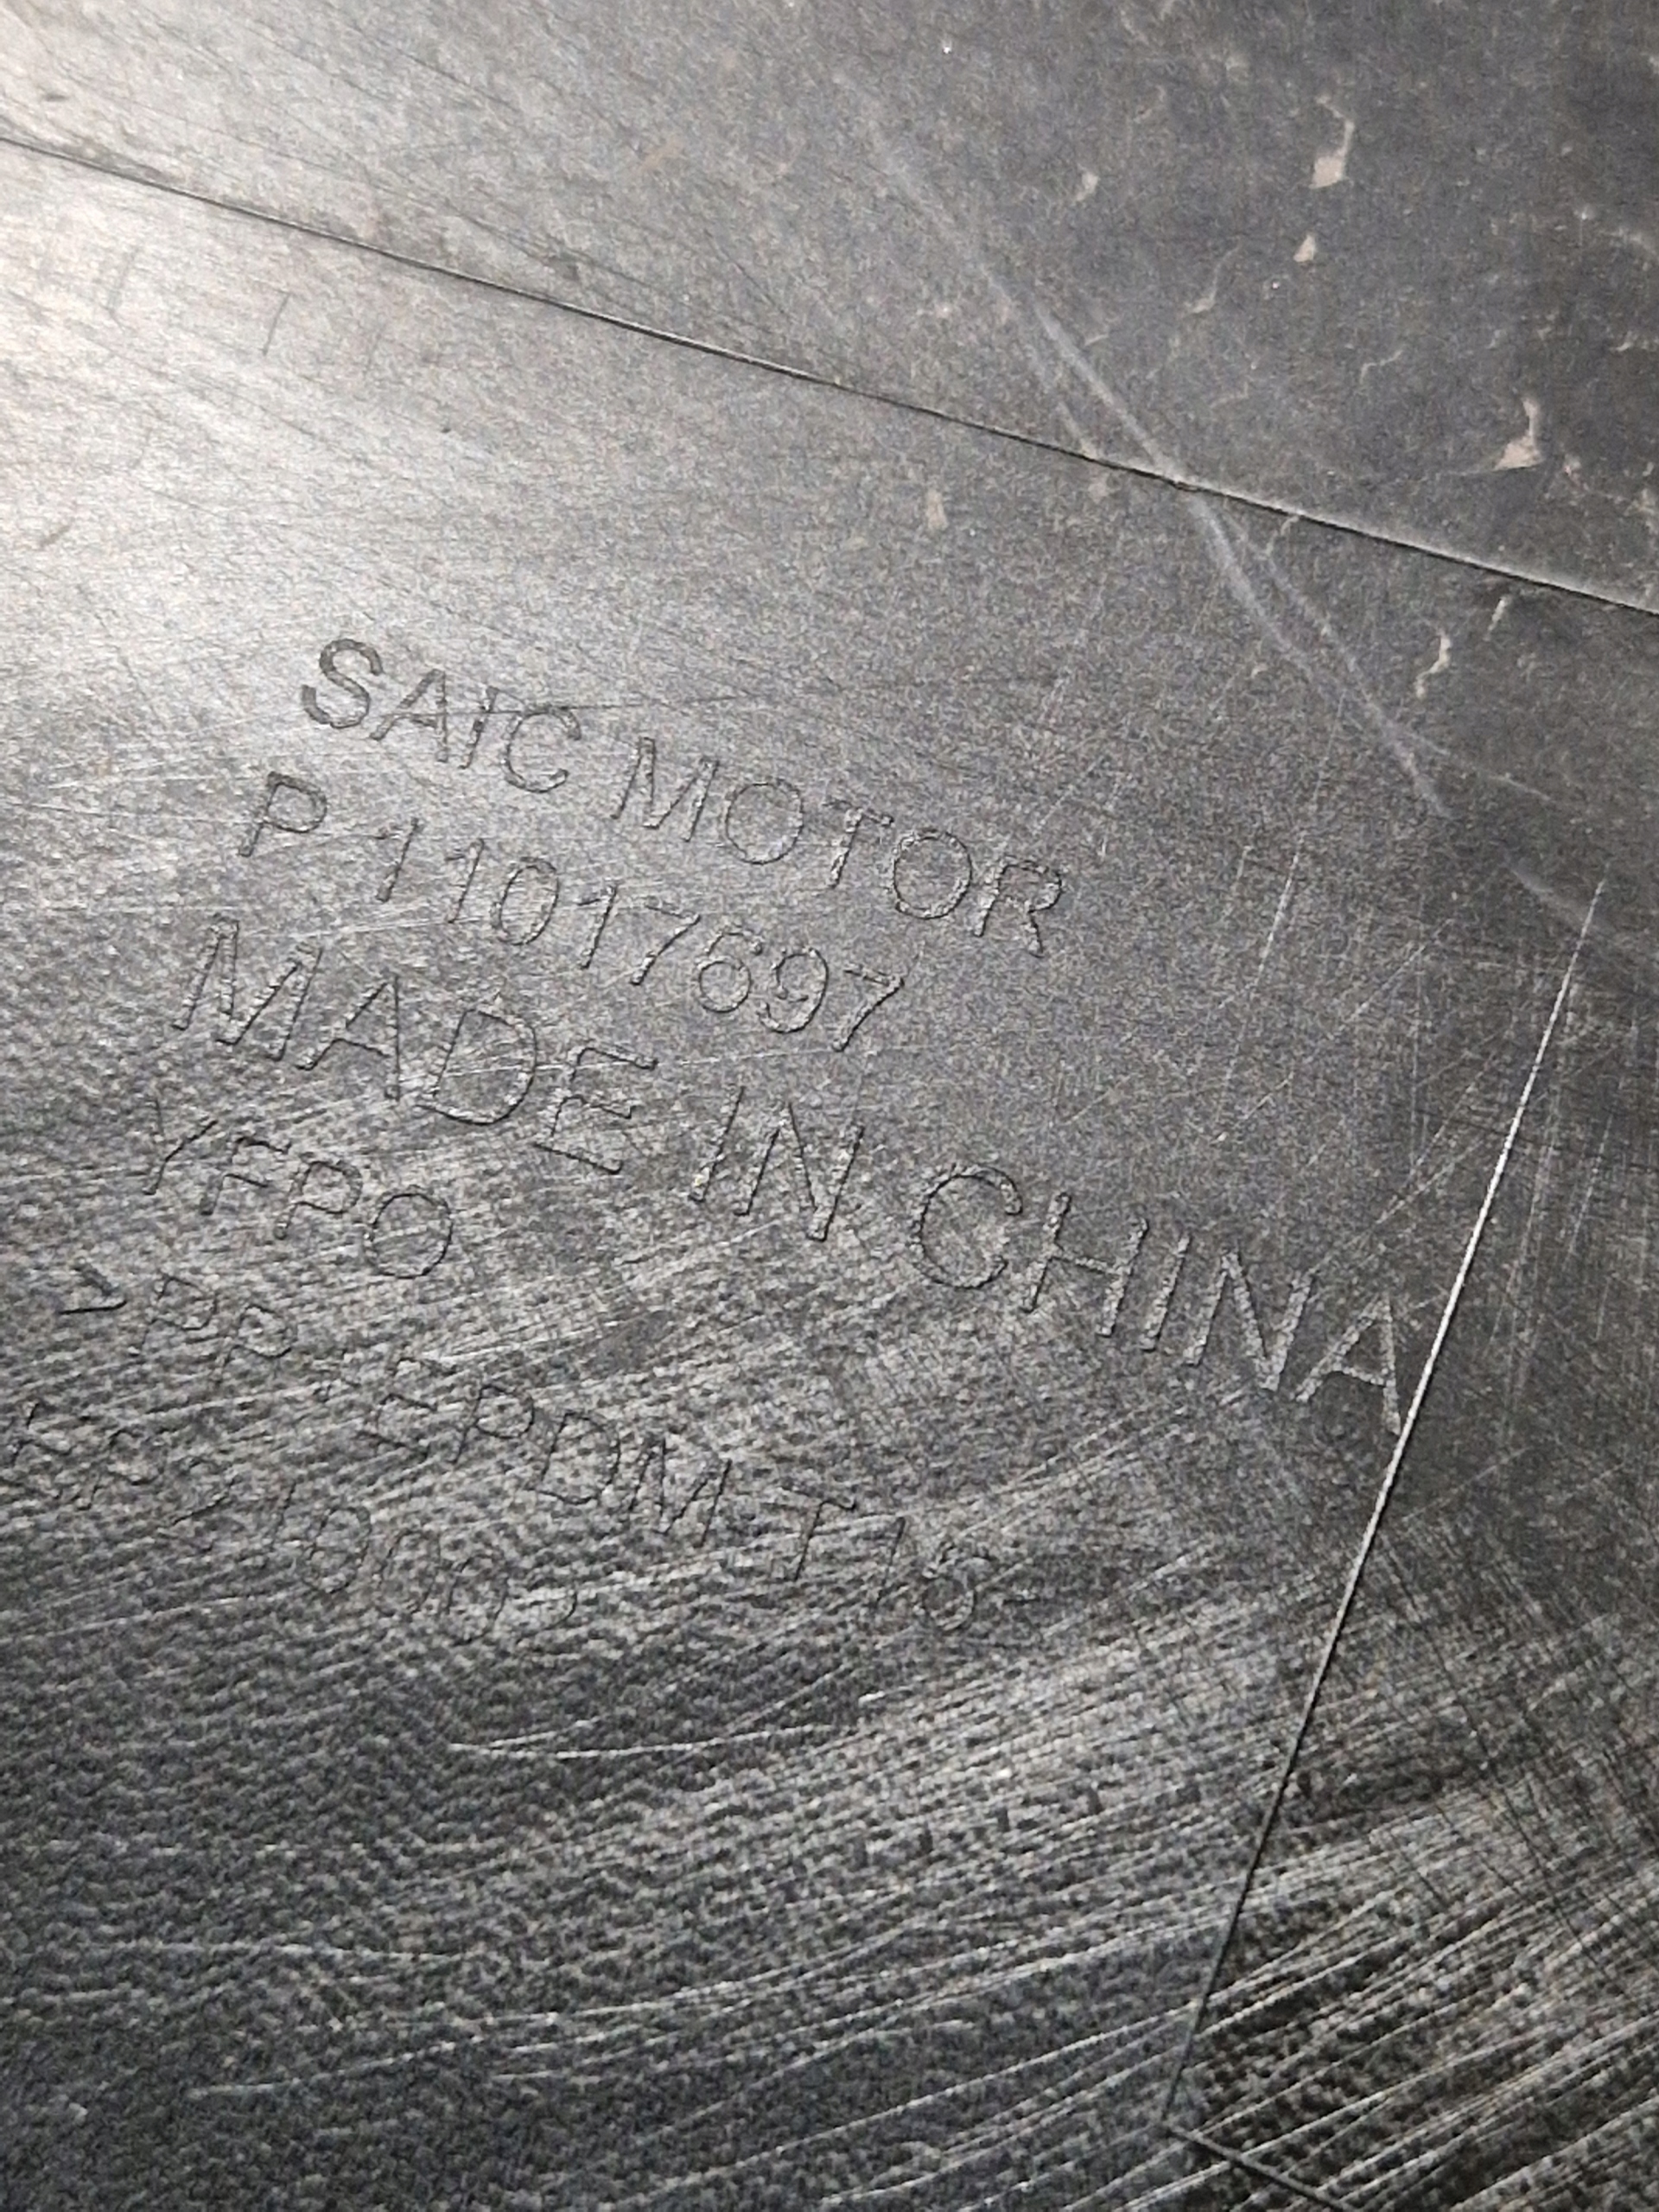 SAIC MOTOR
P 11017697
MADE IN CHINA
YFPO
>PP+EPDM-T15<